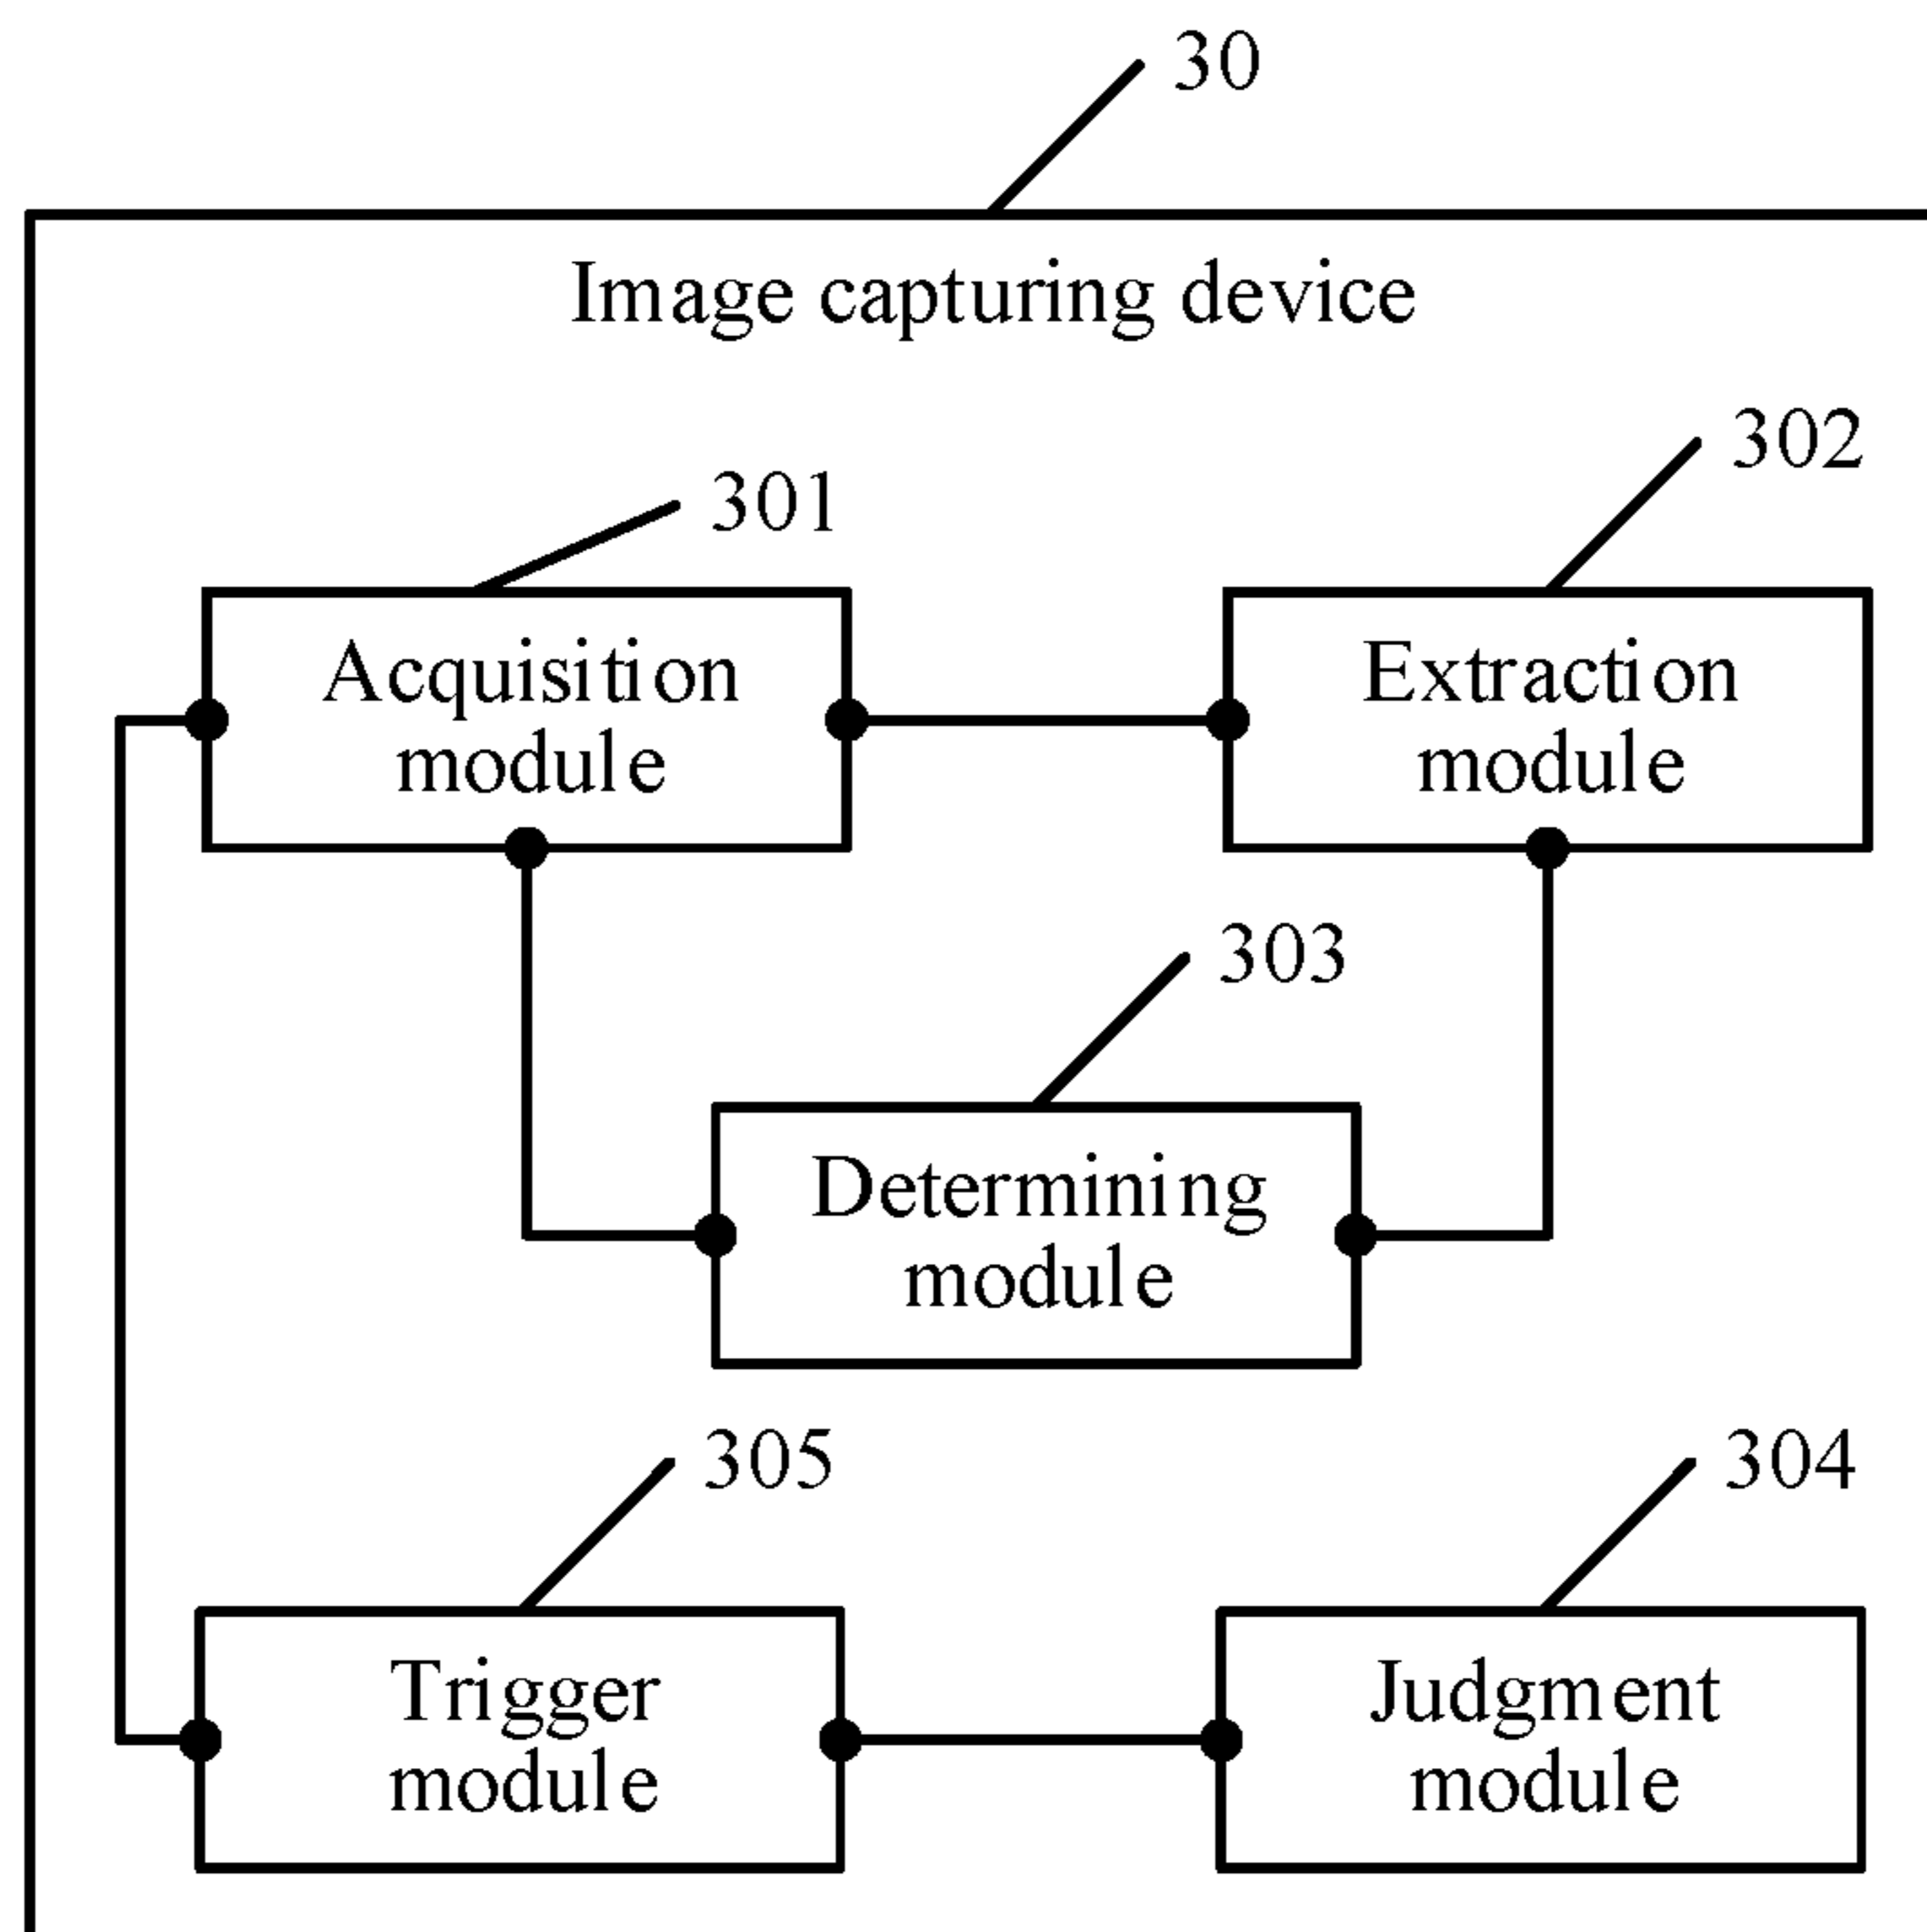 30
Image capturing device
302
301
Acquisition
module
Extraction
module
303
Determining
module
305
304
Trigger
module
Judgment
module